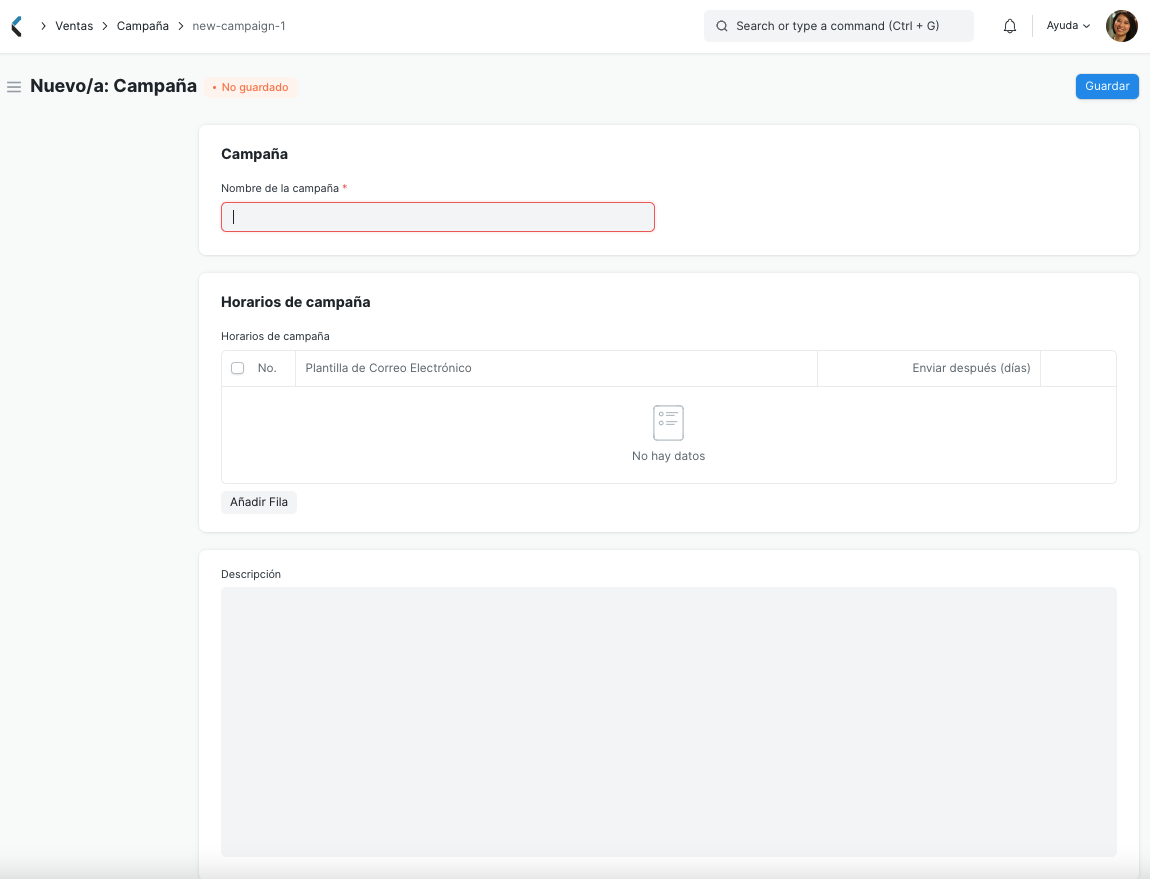 Ventas Campaña new-campaign-1 Search or type a command (Ctrl + G) Ayuda
Nuevo/a: Campaña • No guardado Guardar
Campaña
Nombre de la campaña *
Horarios de campaña
Horarios de campaña
No. Plantilla de Correo Electrónico Enviar después (días)
No hay datos
Añadir Fila
Descripción